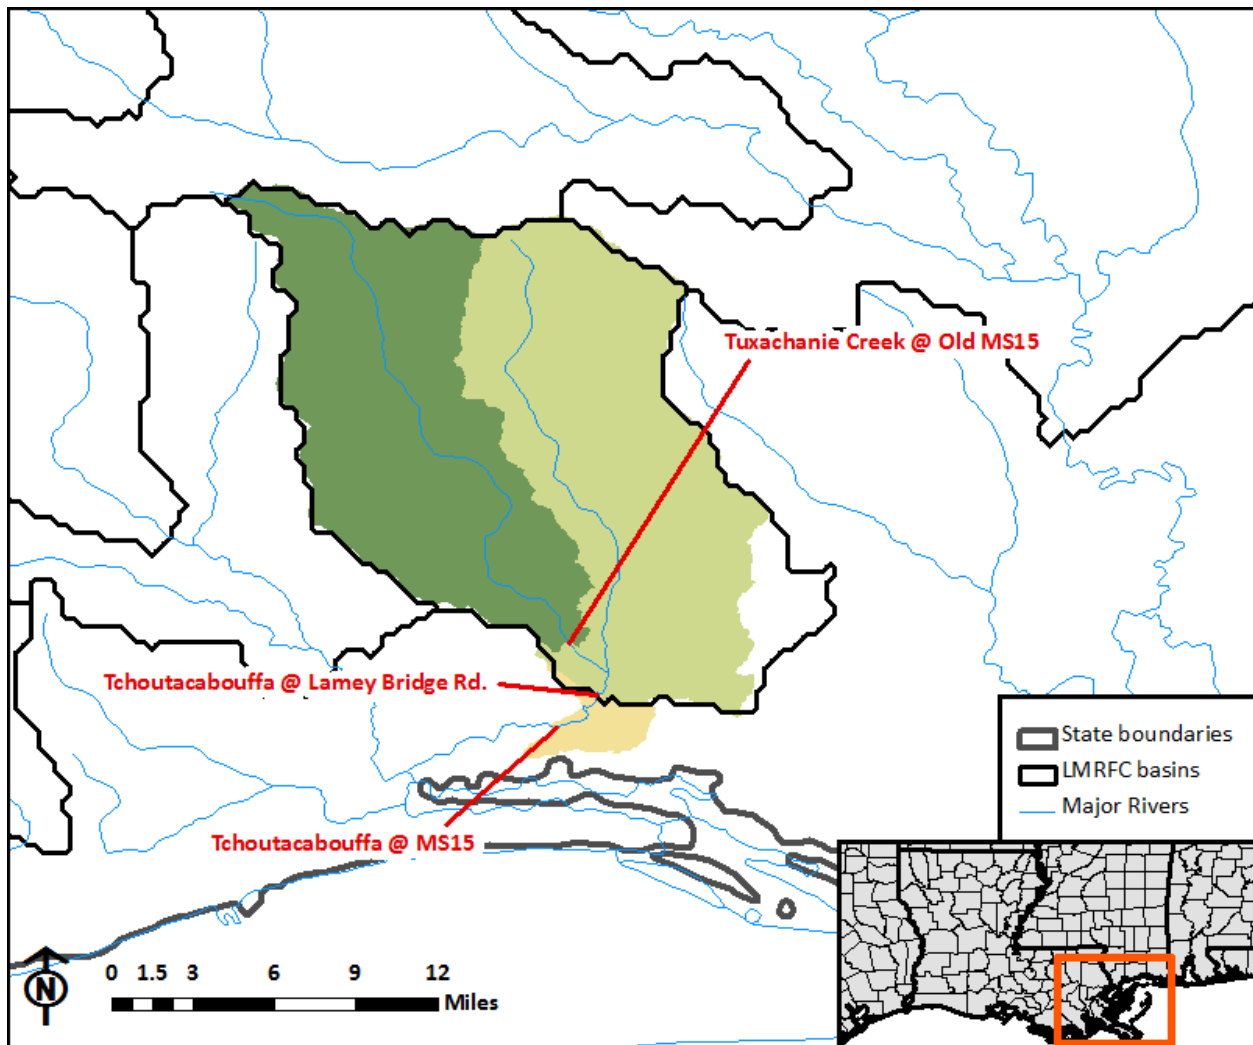 Tuxachanie Creek @ Old MS15
Tchoutacabouffa @ Lamey Bridge Rd.
State boundaries
LMRFC basins
Major Rivers
Tchoutacabouffa @ MS15
N
0 1.5 3 6 9 12
Miles